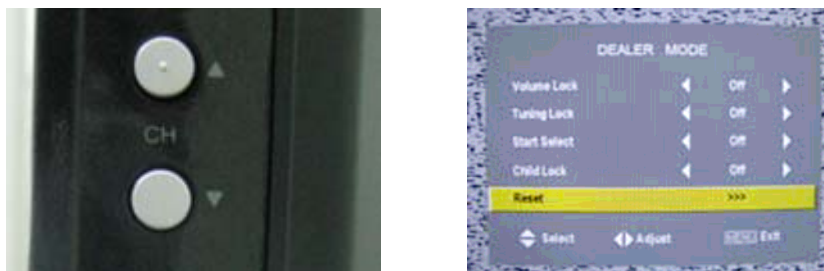 CH
DEALER MODE
Volume Lock Off
Tuning Lock Off
Start Select Off
Child Lock Off
Reset >>>
Select Adjust MENU Exit